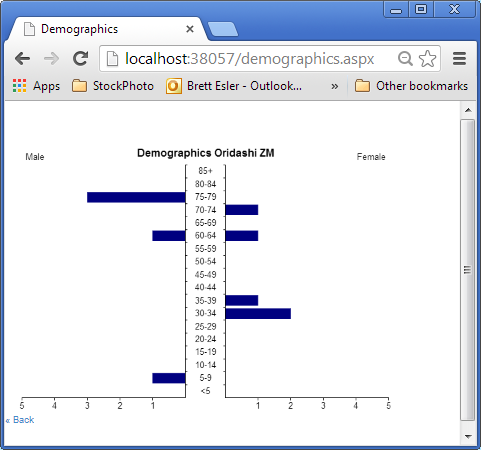 Demographics
localhost:38057/demographics.aspx
Apps StockPhoto Brett Esler - Outlook... » Other bookmarks
Demographics Oridashi ZM
Male Female
85+
80-84
75-79
70-74
65-69
60-64
55-59
50-54
45-49
40-44
35-39
30-34
25-29
20-24
15-19
10-14
5-9
<5
5 4 3 2 1 1 2 3 4 5
« Back